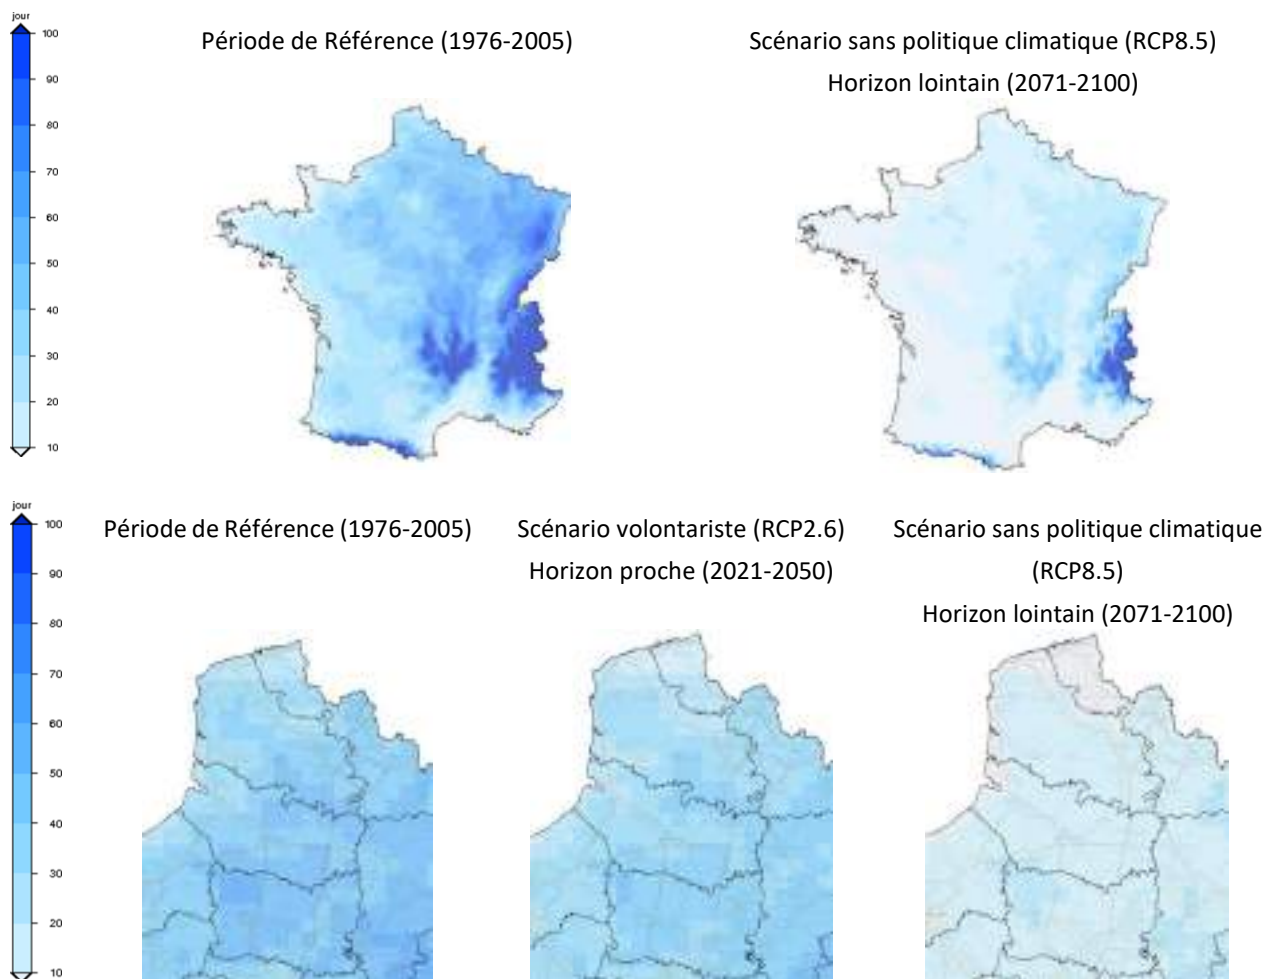 jour
100
90
80
70
60
50
40
30
20
10
Période de Référence (1976-2005)
Scénario sans politique climatique (RCP8.5)
Horizon lointain (2071-2100)
jour
100
90
80
70
60
50
40
30
20
10
Période de Référence (1976-2005)
Scénario volontariste (RCP2.6)
Horizon proche (2021-2050)
Scénario sans politique climatique
(RCP8.5)
Horizon lointain (2071-2100)